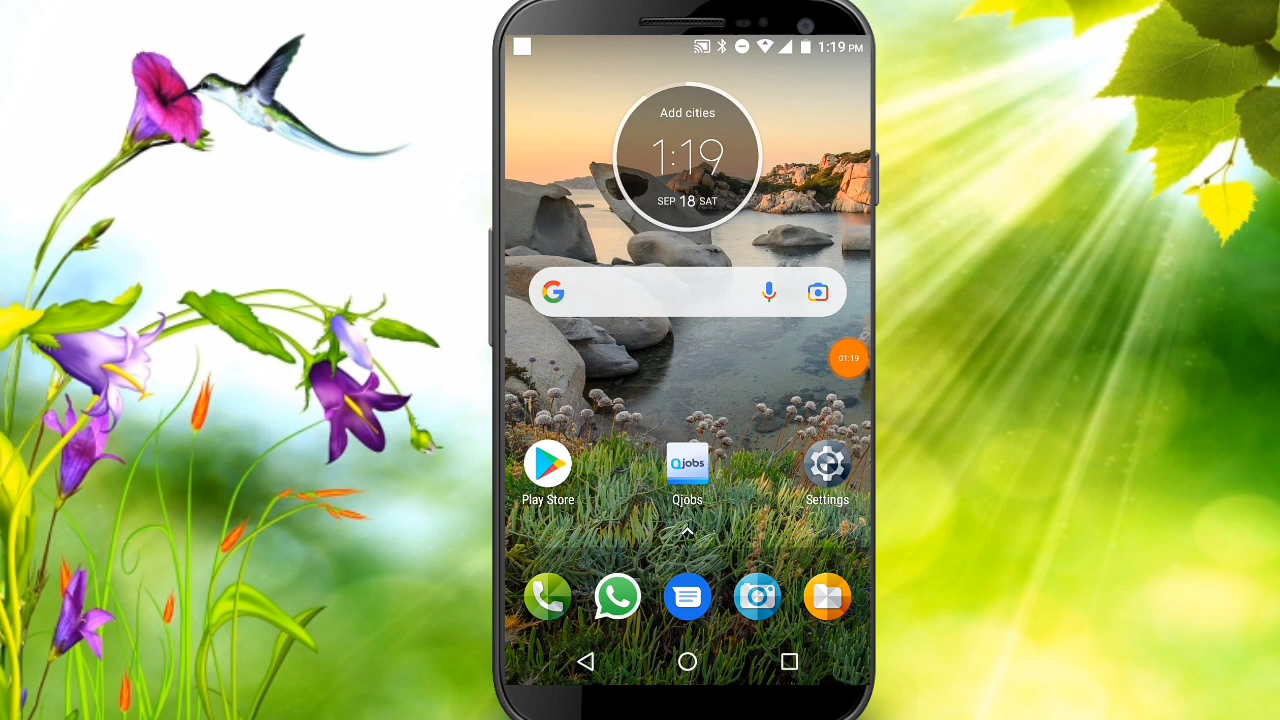 1:19 PM
Add cities
1:19
SEP 18 SAT
01:19
Qjobs
Play Store
Qjobs
Settings